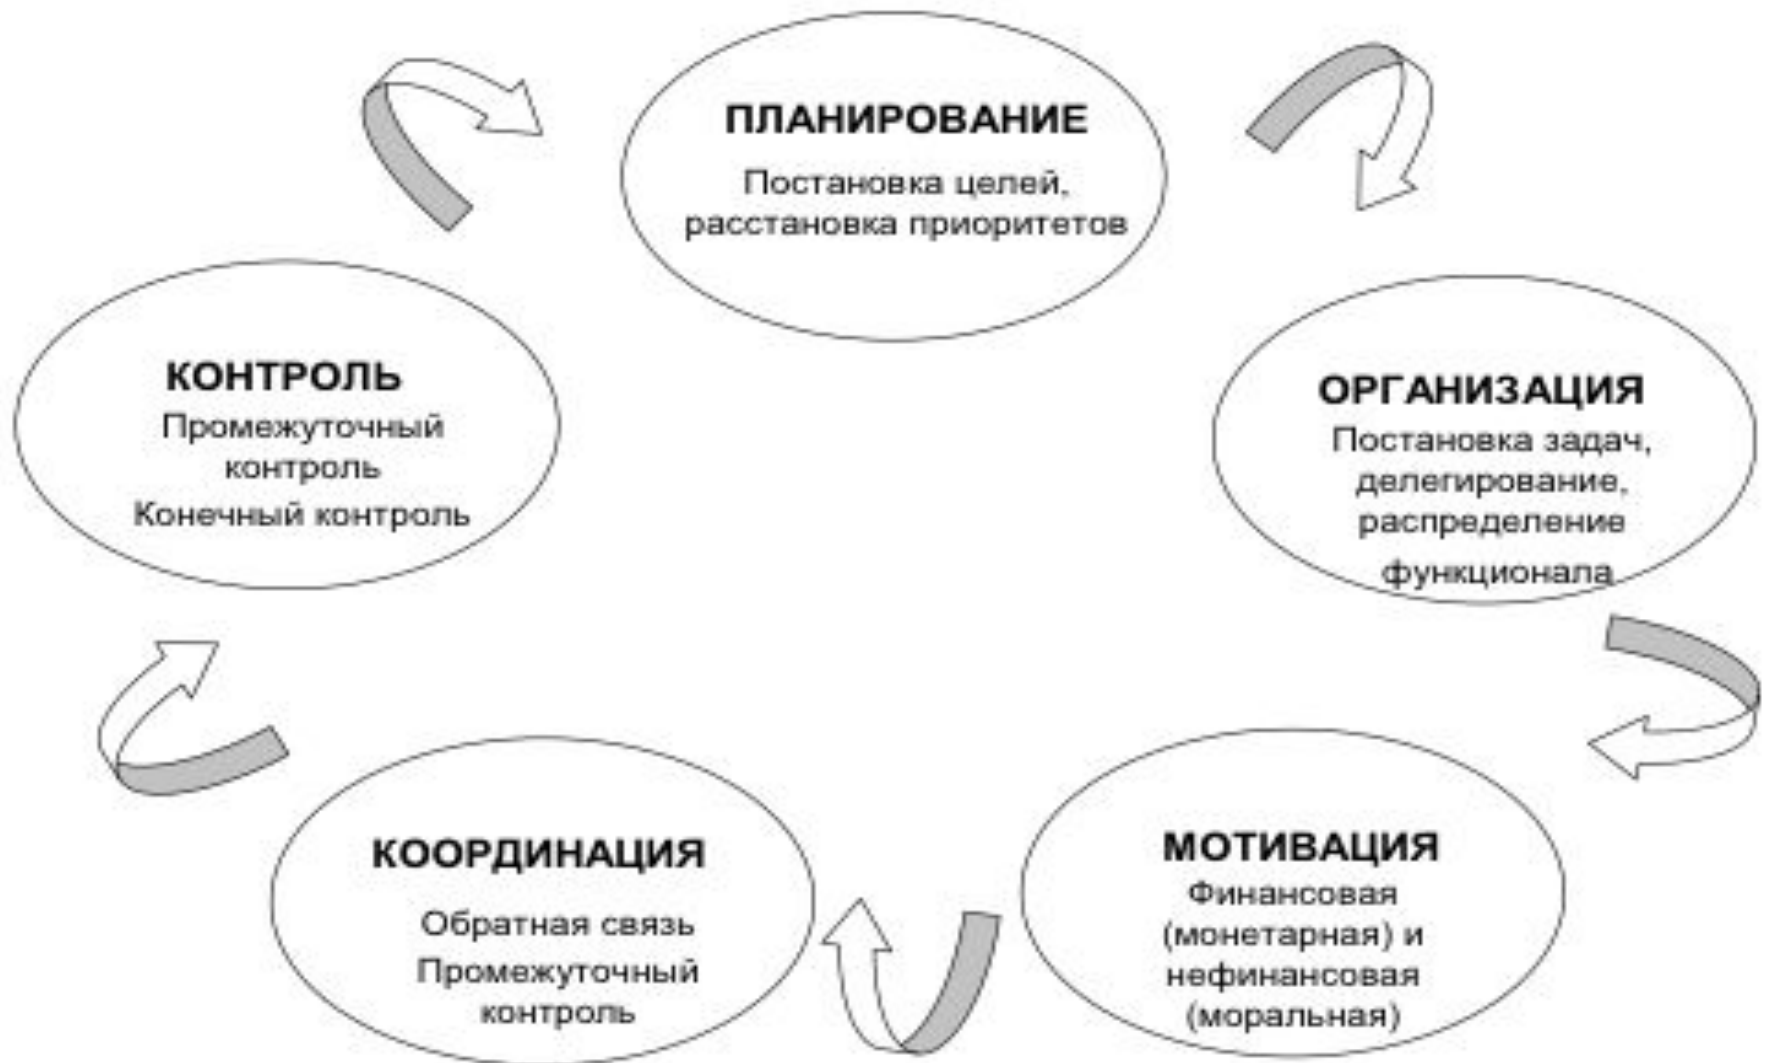 ПЛАНИРОВАНИЕ
Постановка целей,
расстановка приоритетов
ОРГАНИЗАЦИЯ
Постановка задач,
делегирование,
распределение
функционала
МОТИВАЦИЯ
Финансовая
(монетарная) и
нефинансовая
(моральная)
КООРДИНАЦИЯ
Обратная связь
Промежуточный
контроль
КОНТРОЛЬ
Промежуточный
контроль
Конечный контроль